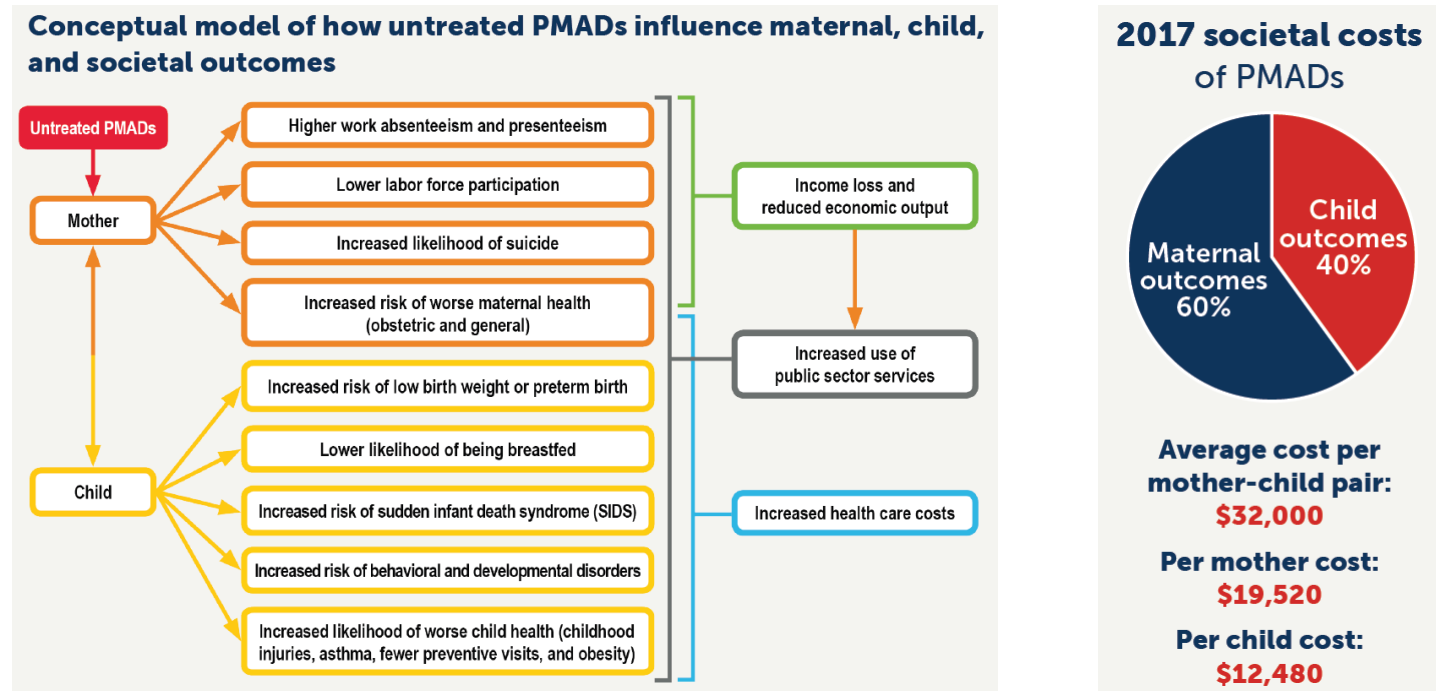 Conceptual model of how untreated PMADs influence maternal, child,
and societal outcomes
Untreated PMADs
Mother
Child
Higher work absenteeism and presenteeism
Lower labor force participation
Increased likelihood of suicide
Increased risk of worse maternal health
(obstetric and general)
Increased risk of low birth weight or preterm birth
Lower likelihood of being breastfed
Increased risk of sudden infant death syndrome (SIDS)
Increased risk of behavioral and developmental disorders
Increased likelihood of worse child health (childhood
injuries, asthma, fewer preventive visits, and obesity)
Income loss and
reduced economic output
Increased use of
public sector services
Increased health care costs
2017 societal costs
of PMADs
Maternal
outcomes
60%
Child
outcomes
40%
Average cost per
mother-child pair:
$32,000
Per mother cost:
$19,520
Per child cost:
$12,480